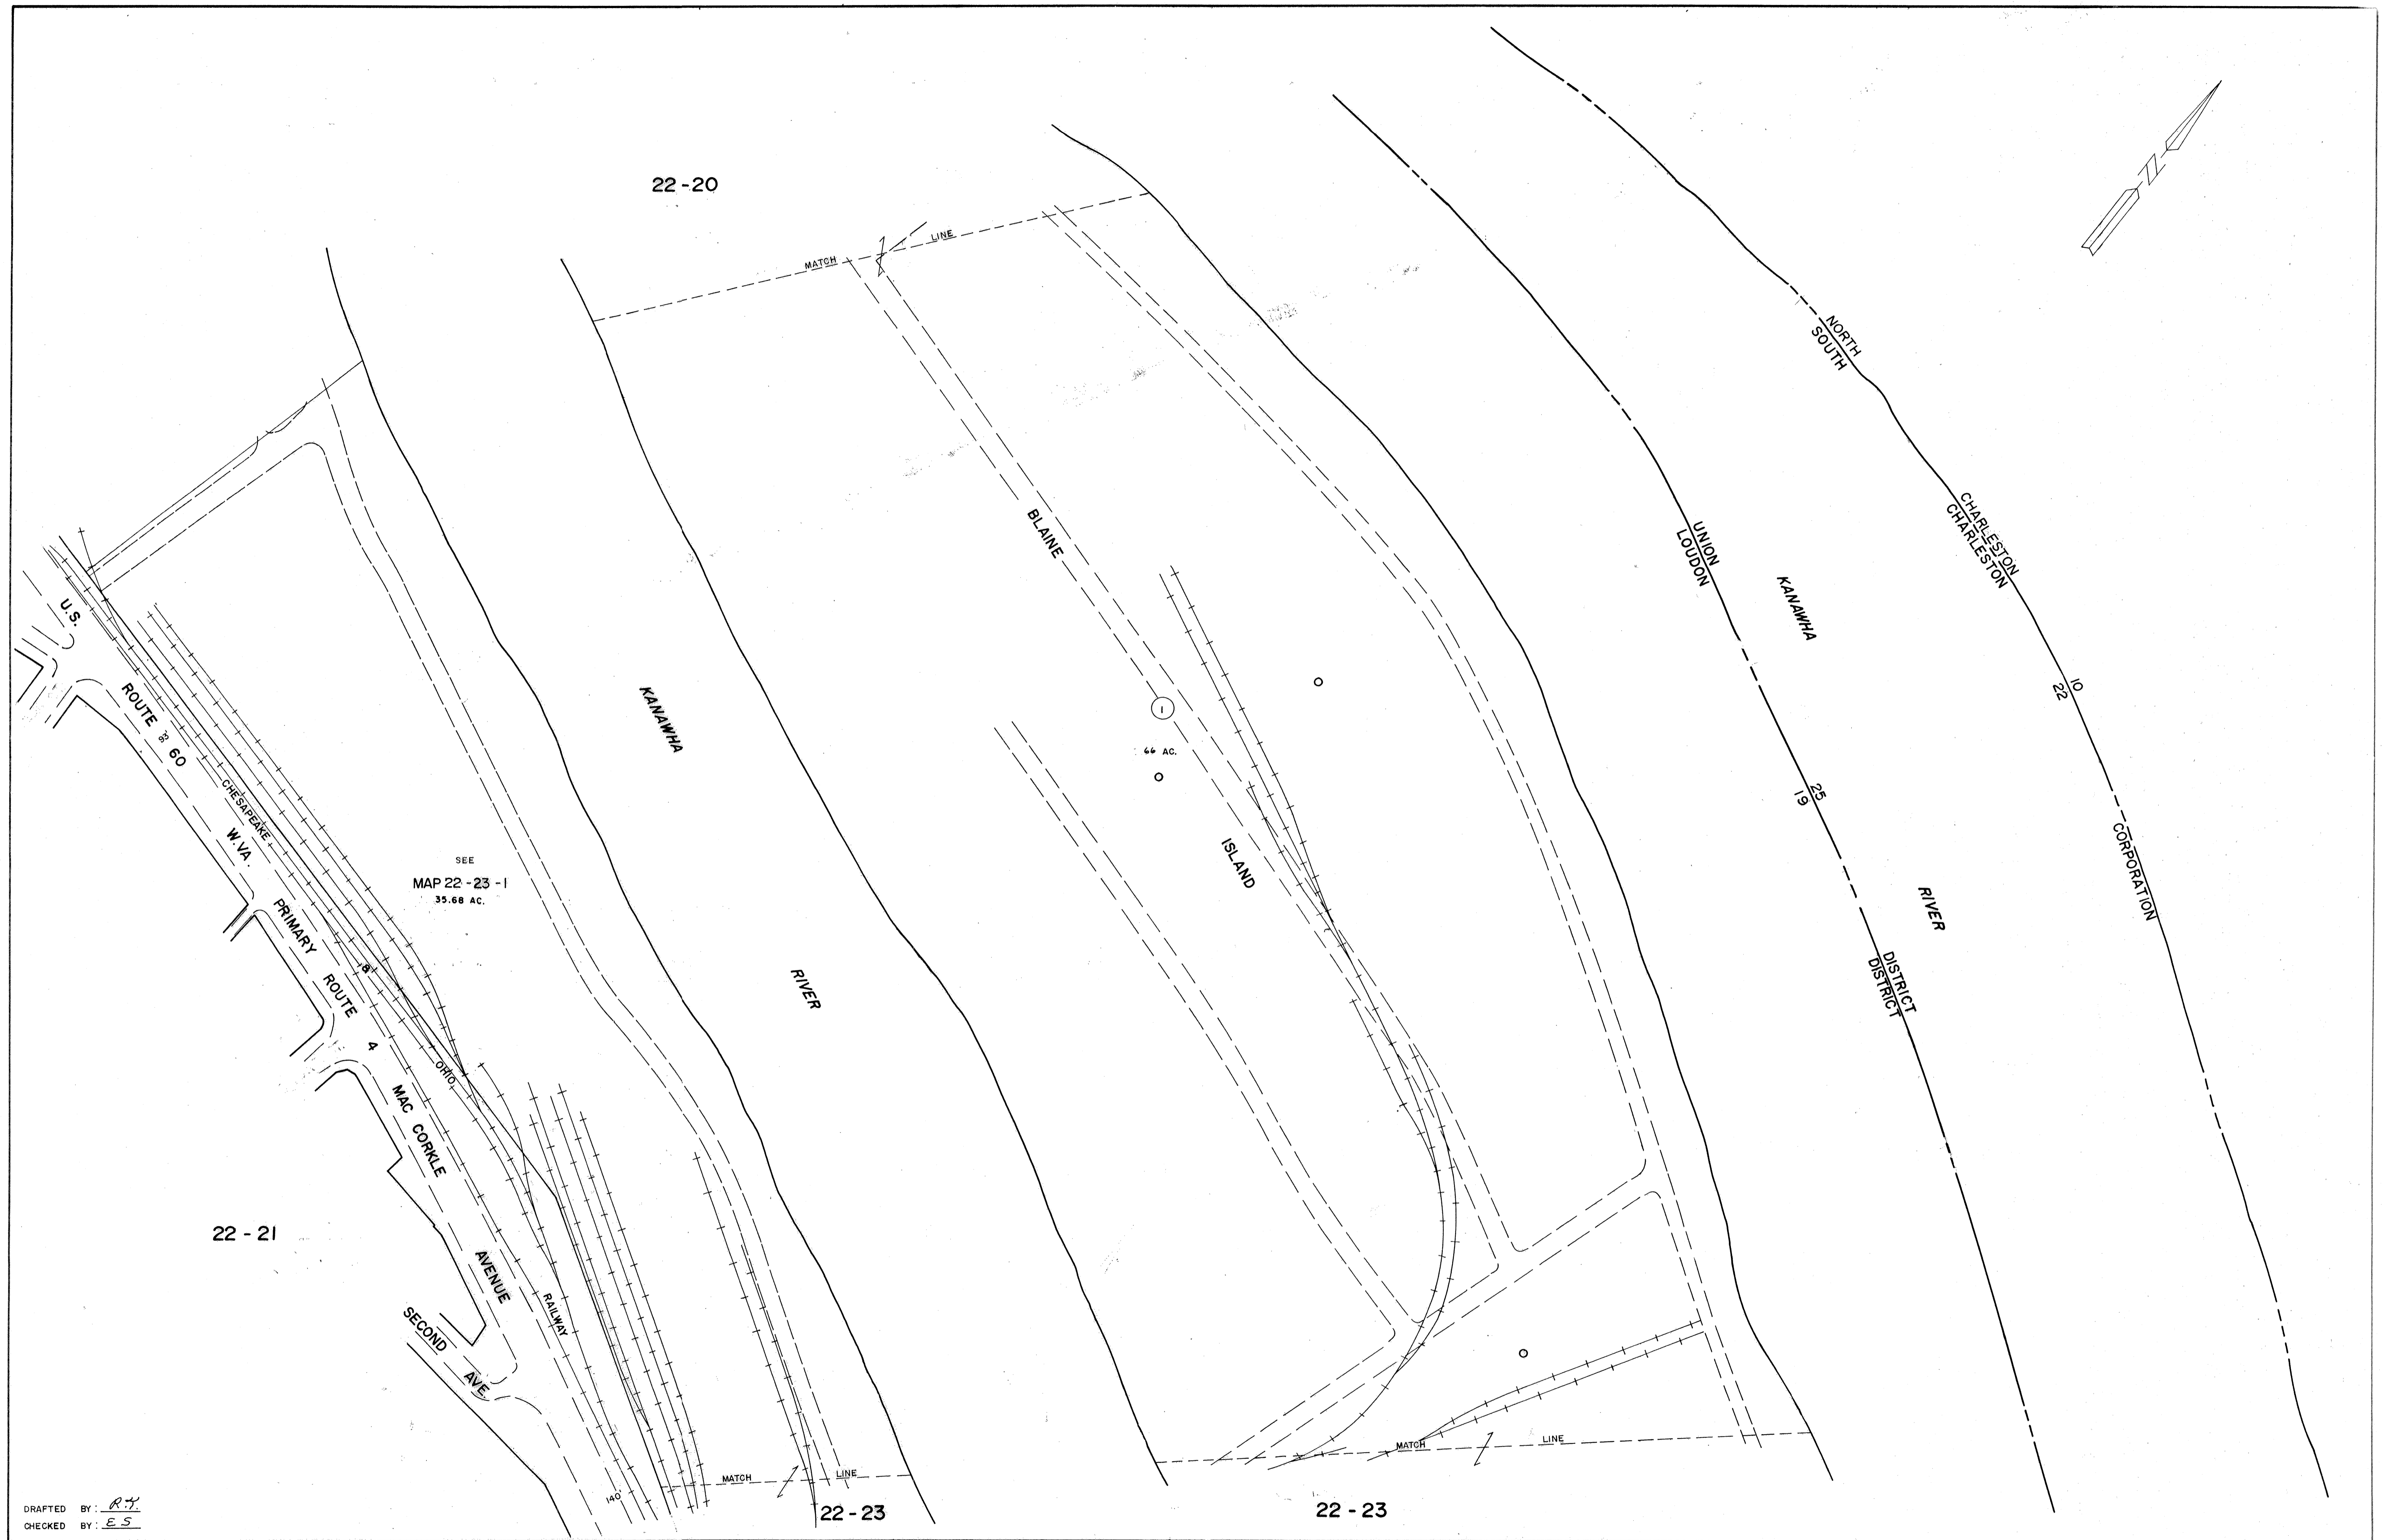 22-20
MATCH LINE
NORTH
SOUTH
CHARLESTON
CHARLESTON
10
22
CORPORATION
UNION
LOUDON
25
19
DISTRICT
DISTRICT
KANAWHA
RIVER
BLAINE
ISLAND
1
66 AC.
KANAWHA
RIVER
U.S.
ROUTE 60
93'
W. VA.
PRIMARY
ROUTE
4
MAC CORKLE
AVENUE
CHESAPEAKE
&
OHIO
RAILWAY
SEE
MAP 22-23-1
35.68 AC.
22-21
SECOND
AVE.
140'
MATCH LINE
22-23
MATCH LINE
22-23
DRAFTED BY: R.H.
CHECKED BY: E S